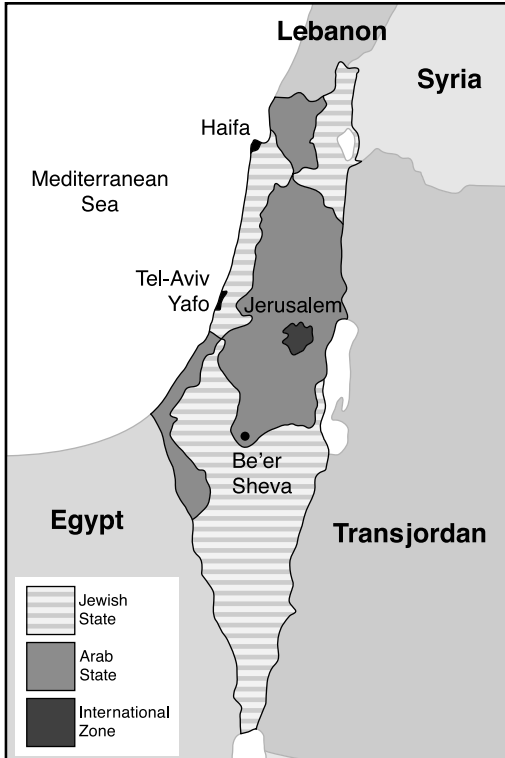 Lebanon
Syria
Haifa
Mediterranean
Sea
Tel-Aviv
Yafo
Jerusalem
Be’er
Sheva
Egypt
Transjordan
Jewish
State
Arab
State
International
Zone